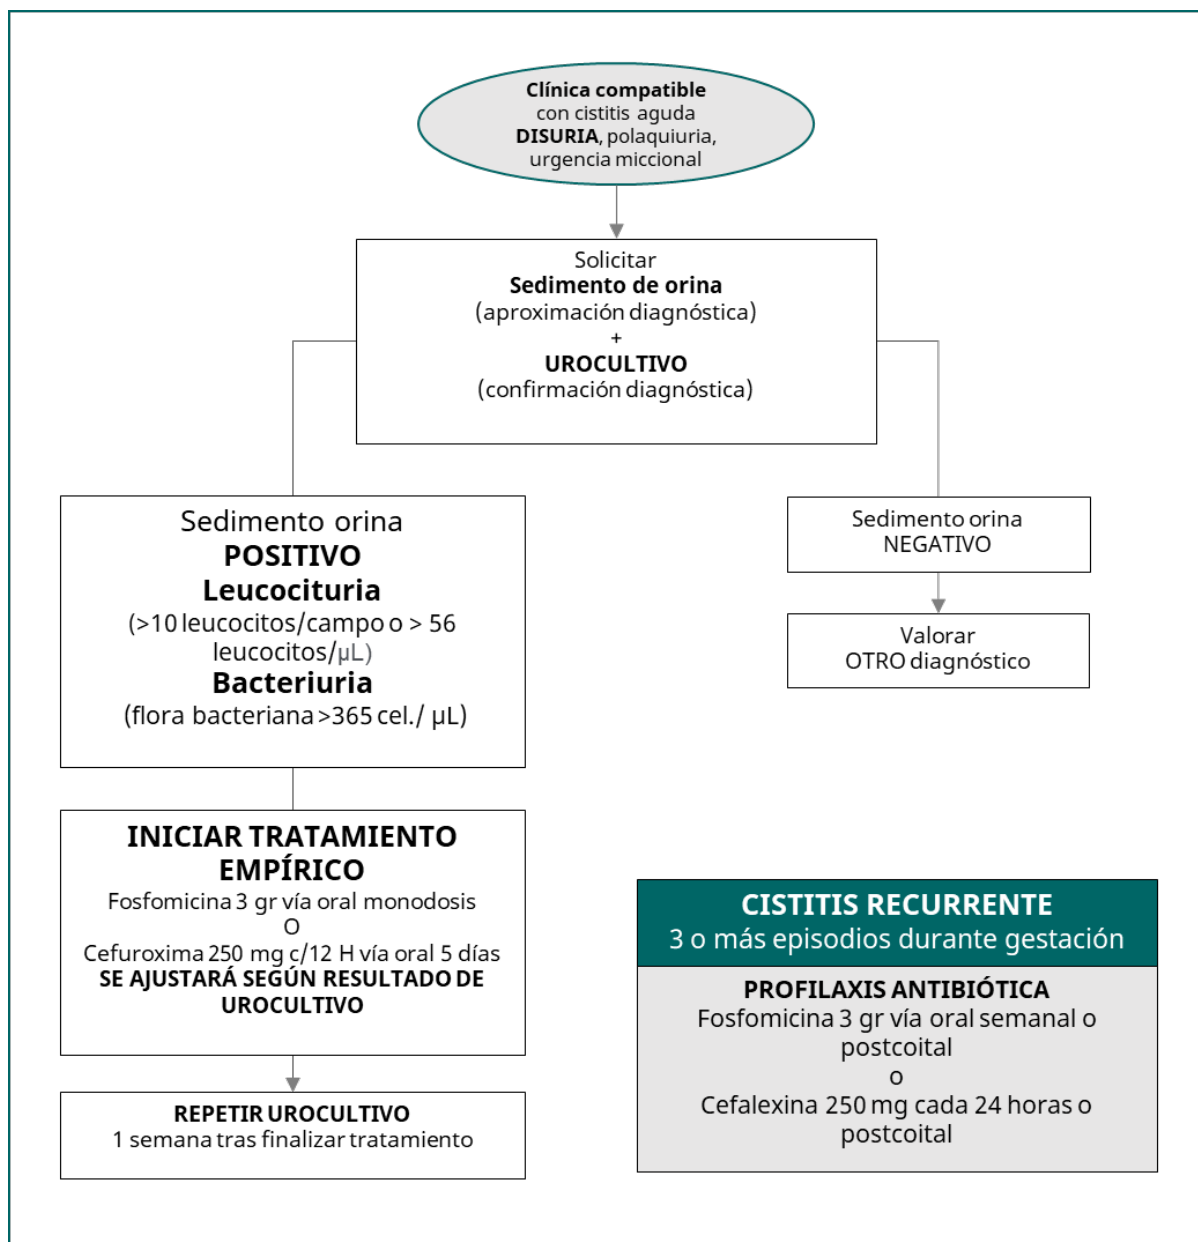 Clínica compatible
con cistitis aguda
DISURIA, polaquiuria,
urgencia miccional
Solicitar
Sedimento de orina
(aproximación diagnóstica)
+
UROCULTIVO
(confirmación diagnóstica)
Sedimento orina
POSITIVO
Leucocituria
(>10 leucocitos/campo o > 56
leucocitos/µL)
Bacteriuria
(flora bacteriana >365 cel./ µL)
Sedimento orina
NEGATIVO
Valorar
OTRO diagnóstico
INICIAR TRATAMIENTO
EMPÍRICO
Fosfomicina 3 gr vía oral monodosis
O
Cefuroxima 250 mg c/12 H vía oral 5 días
SE AJUSTARÁ SEGÚN RESULTADO DE
UROCULTIVO
REPETIR UROCULTIVO
1 semana tras finalizar tratamiento
CISTITIS RECURRENTE
3 o más episodios durante gestación
PROFILAXIS ANTIBIÓTICA
Fosfomicina 3 gr vía oral semanal o
postcoital
o
Cefalexina 250 mg cada 24 horas o
postcoital